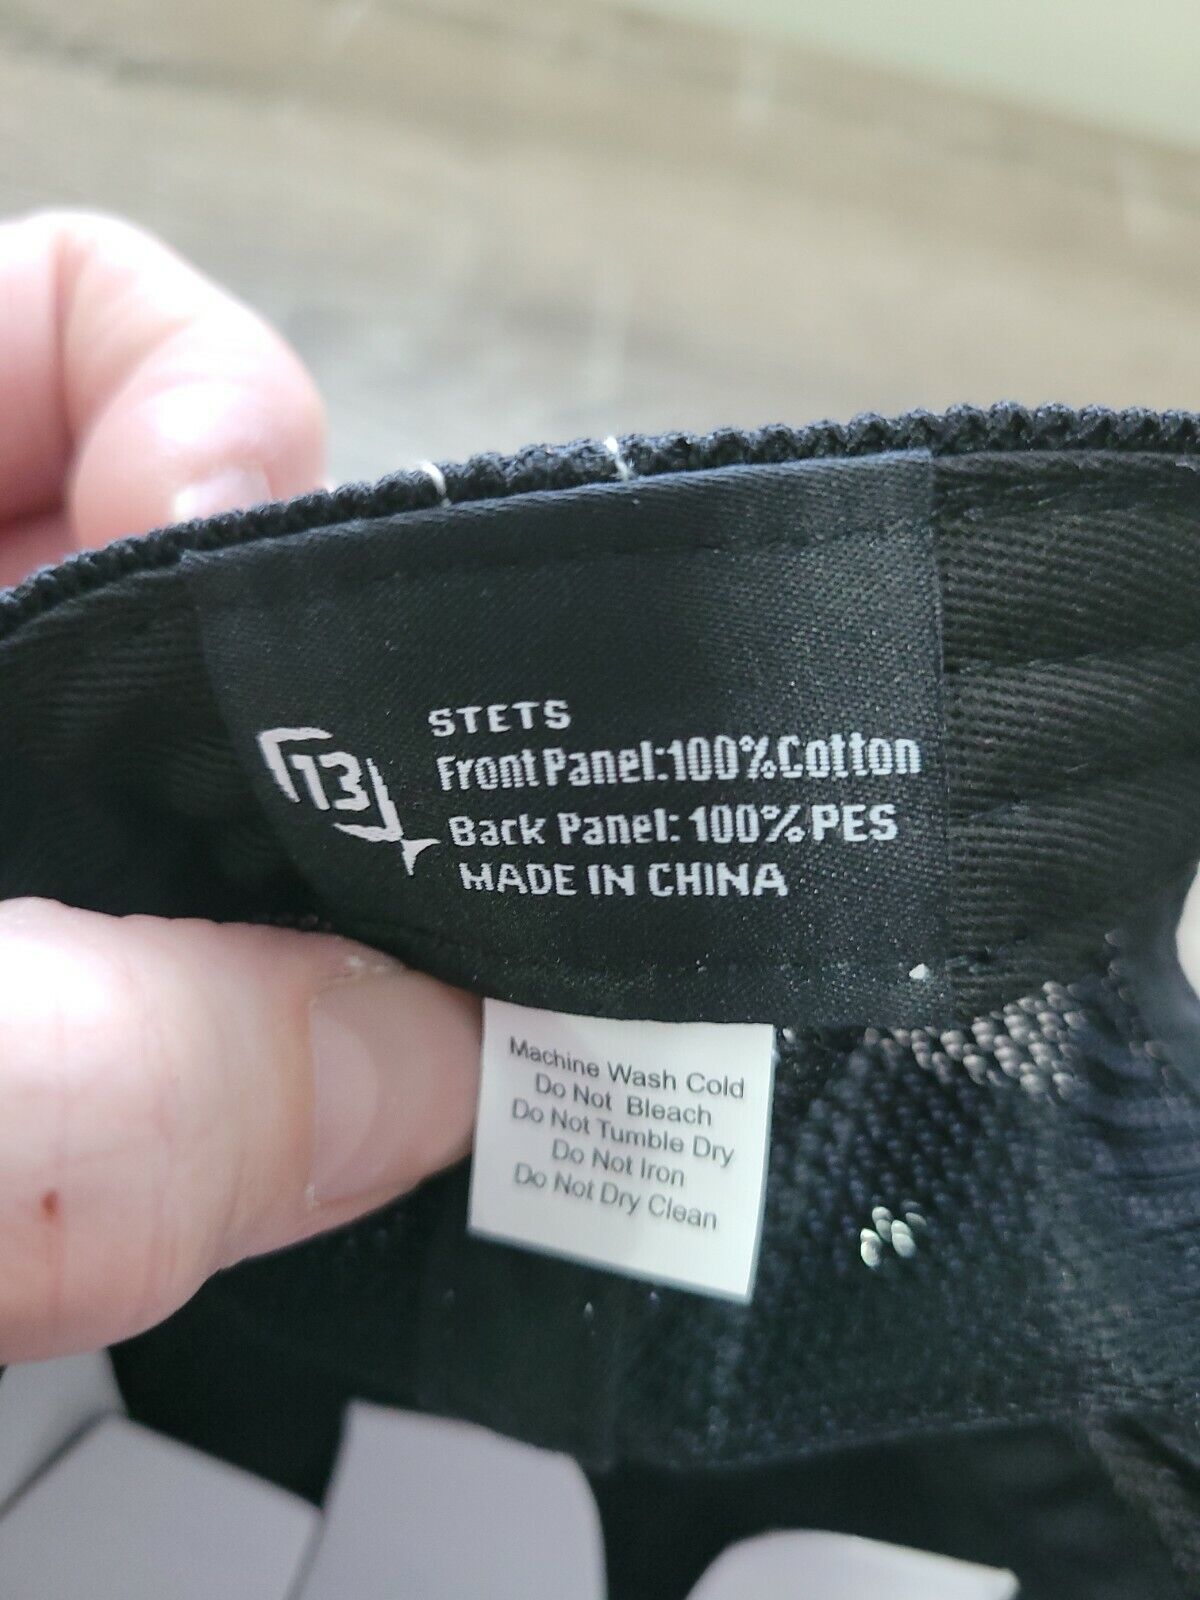 13
STETS
Front Panel:100%Cotton
Back Panel: 100%PES
MADE IN CHINA
Machine Wash Cold
Do Not Bleach
Do Not Tumble Dry
Do Not Iron
Do Not Dry Clean